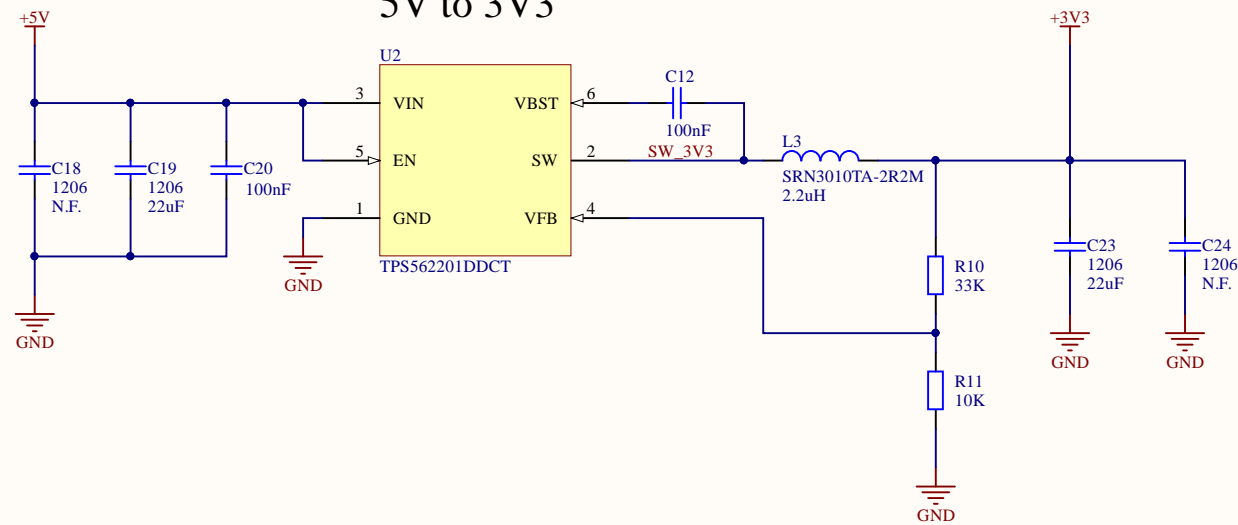 5V to 3V3
+5V
+3V3
U2
3
VIN
VBST
6
C12
100nF
5
EN
SW
2
SW_3V3
L3
SRN3010TA-2R2M
2.2uH
1
GND
VFB
4
TPS562201DDCT
C18
1206
N.F.
C19
1206
22uF
C20
100nF
GND
GND
R10
33K
R11
10K
GND
C23
1206
22uF
GND
C24
1206
N.F.
GND